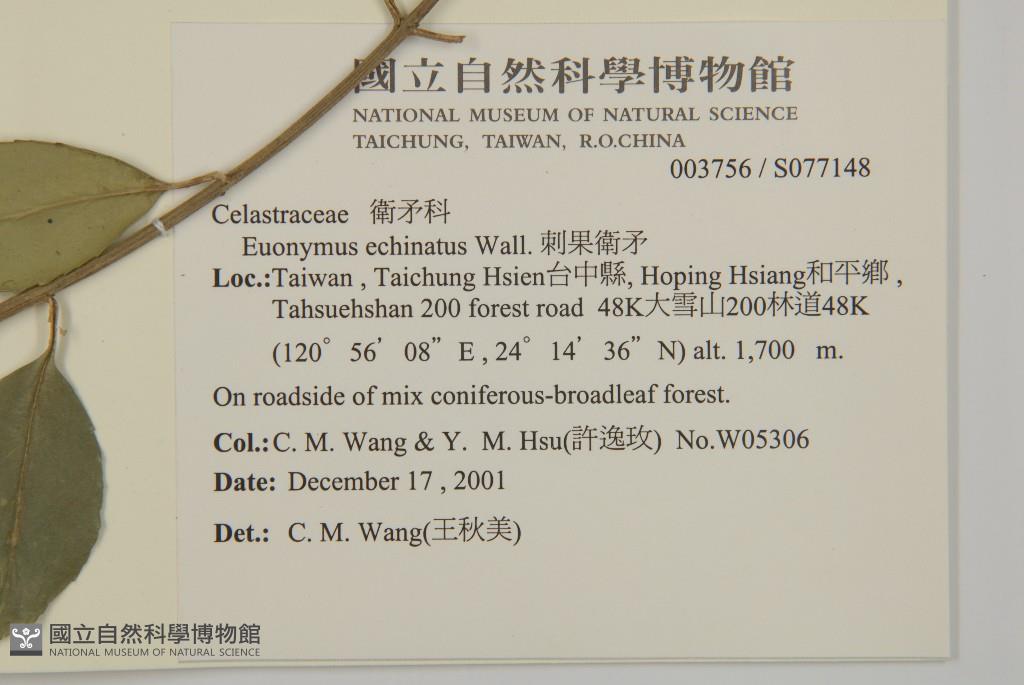 國立自然科學博物館
NATIONAL MUSEUM OF NATURAL SCIENCE
TAICHUNG, TAIWAN, R.O.CHINA
003756 / S077148
Celastraceae 衛矛科
Euonymus echinatus Wall. 刺果衛矛
Loc.:Taiwan , Taichung Hsien台中縣, Hoping Hsiang和平鄉 ,
Tahsuehshan 200 forest road 48K大雪山200林道48K
(120° 56’ 08” E , 24° 14’ 36” N) alt. 1,700 m.
On roadside of mix coniferous-broadleaf forest.
Col.:C. M. Wang & Y. M. Hsu(許逸玫) No.W05306
Date: December 17 , 2001
Det.: C. M. Wang(王秋美)
國立自然科學博物館
NATIONAL MUSEUM OF NATURAL SCIENCE